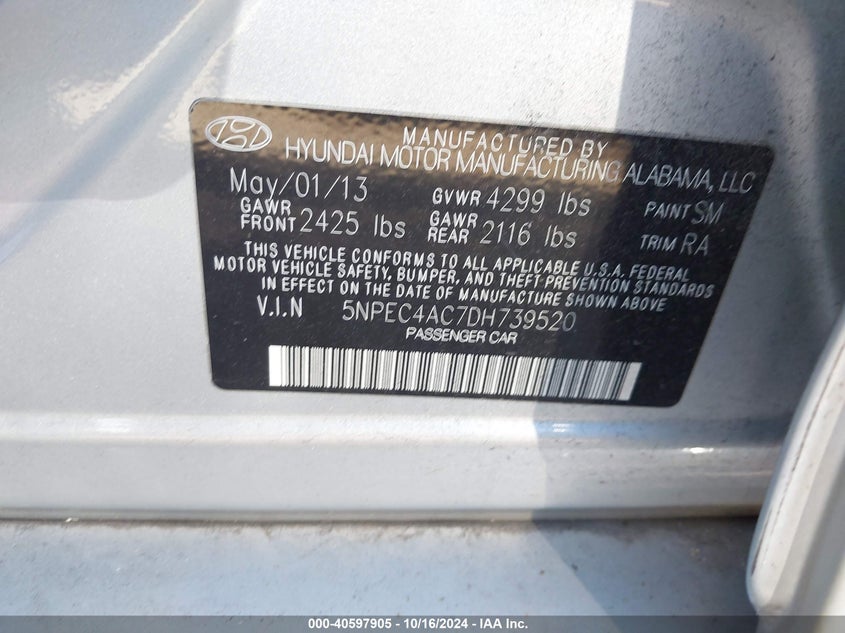 MANUFACTURED BY
HYUNDAI MOTOR MANUFACTURING ALABAMA, LLC
May/01/13 GVWR 4299 lbs PAINT SM
GAWR FRONT 2425 lbs GAWR REAR 2116 lbs TRIM RA
THIS VEHICLE CONFORMS TO ALL APPLICABLE U.S.A. FEDERAL
MOTOR VEHICLE SAFETY, BUMPER, AND THEFT PREVENTION STANDARDS
IN EFFECT ON THE DATE OF MANUFACTURE SHOWN ABOVE
V.I.N 5NPEC4AC7DH739520
PASSENGER CAR
000-40597905 - 10/16/2024 - IAA Inc.